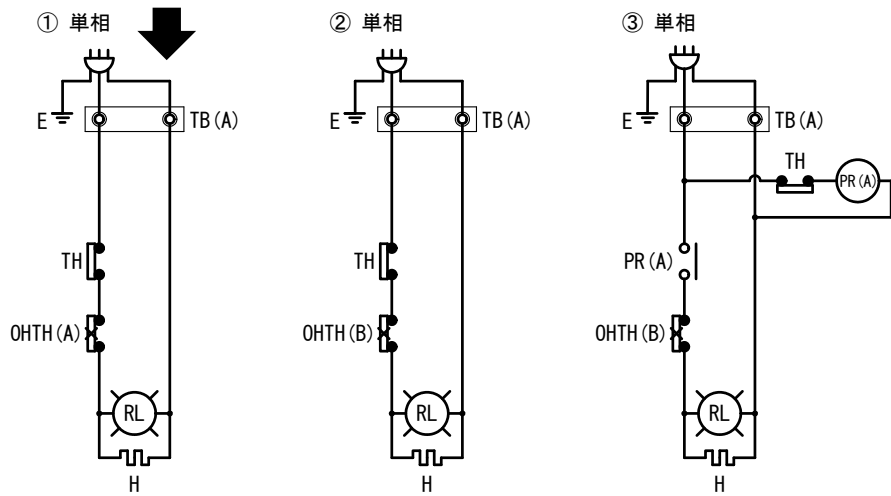 ① 単相
E
TB(A)
TH
OHTH(A)
RL
H
② 単相
E
TB(A)
TH
OHTH(B)
RL
H
③ 単相
E
TB(A)
TH
PR(A)
PR(A)
OHTH(B)
RL
H